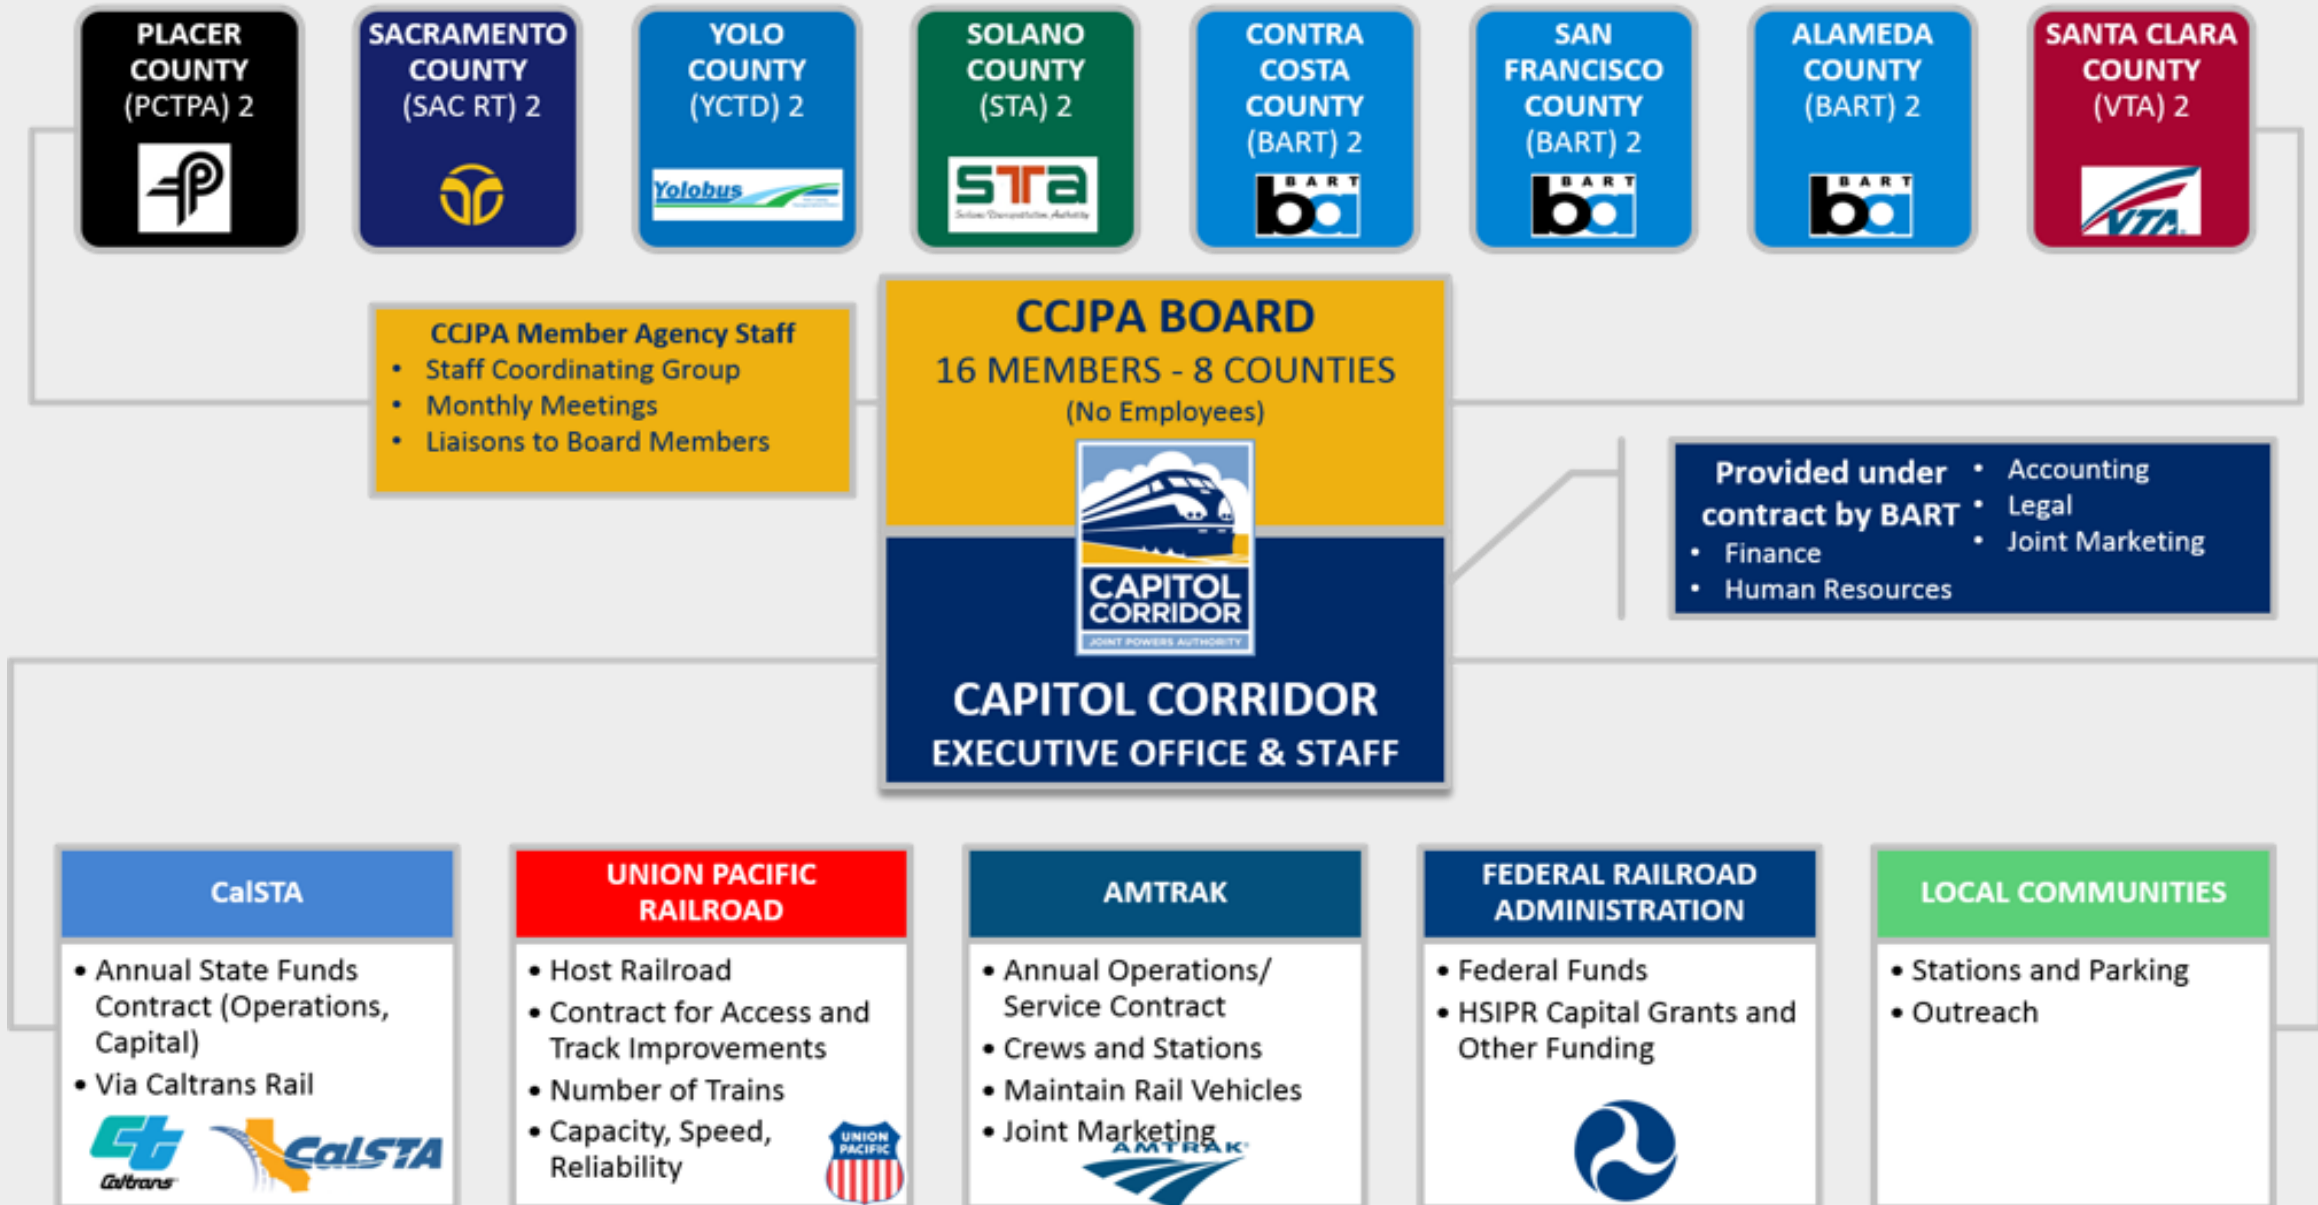 PLACER
COUNTY
(PCTPA) 2
SACRAMENTO
COUNTY
(SAC RT) 2
YOLO
COUNTY
(YCTD) 2
Yolobus
SOLANO
COUNTY
(STA) 2
STa
Solano Transportation Authority
CONTRA
COSTA
COUNTY
(BART) 2
BART
ba
SAN
FRANCISCO
COUNTY
(BART) 2
BART
ba
ALAMEDA
COUNTY
(BART) 2
BART
ba
SANTA CLARA
COUNTY
(VTA) 2
VTA
CCJPA Member Agency Staff
• Staff Coordinating Group
• Monthly Meetings
• Liaisons to Board Members
CCJPA BOARD
16 MEMBERS - 8 COUNTIES
(No Employees)
CAPITOL
CORRIDOR
JOINT POWERS AUTHORITY
CAPITOL CORRIDOR
EXECUTIVE OFFICE & STAFF
Provided under
contract by BART
• Finance
• Human Resources
• Accounting
• Legal
• Joint Marketing
CalSTA
• Annual State Funds
Contract (Operations,
Capital)
• Via Caltrans Rail
ct
Caltrans
CalSTA
UNION PACIFIC
RAILROAD
• Host Railroad
• Contract for Access and
Track Improvements
• Number of Trains
• Capacity, Speed,
Reliability
UNION
PACIFIC
AMTRAK
• Annual Operations/
Service Contract
• Crews and Stations
• Maintain Rail Vehicles
• Joint Marketing
AMTRAK
FEDERAL RAILROAD
ADMINISTRATION
• Federal Funds
• HSIPR Capital Grants and
Other Funding
LOCAL COMMUNITIES
• Stations and Parking
• Outreach